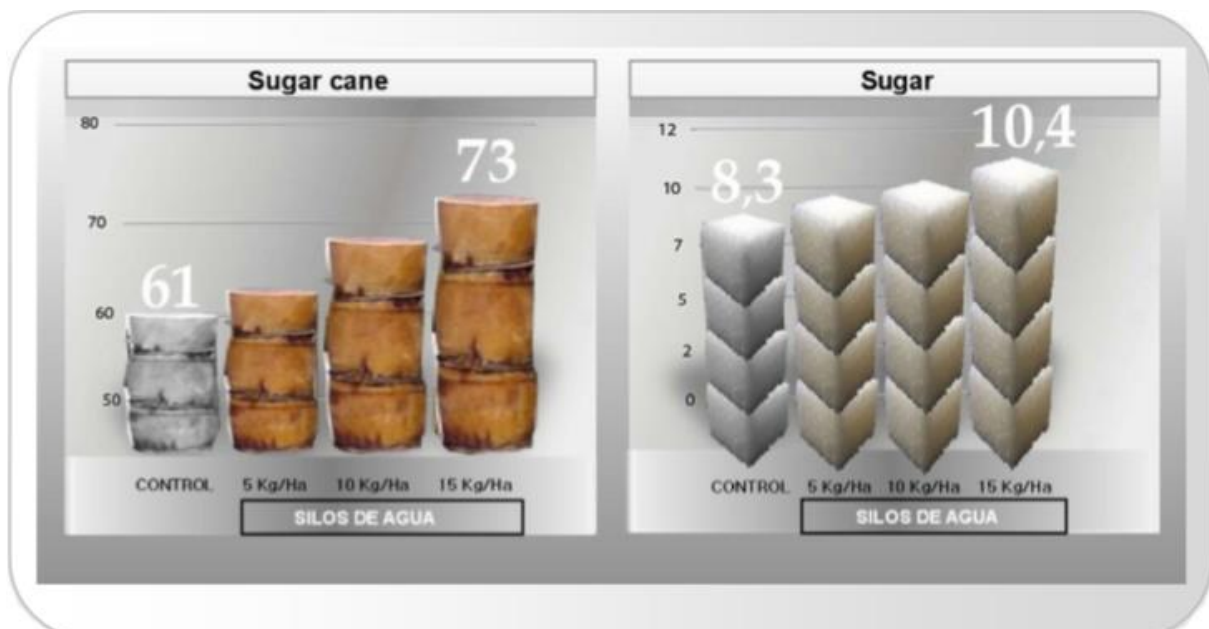 Sugar cane
80
73
70
61
60
50
CONTROL 5 Kg/Ha 10 Kg/Ha 15 Kg/Ha
SILOS DE AGUA
Sugar
12
10,4
8,3
10
7
5
2
0
CONTROL 5 Kg/Ha 10 Kg/Ha 15 Kg/Ha
SILOS DE AGUA